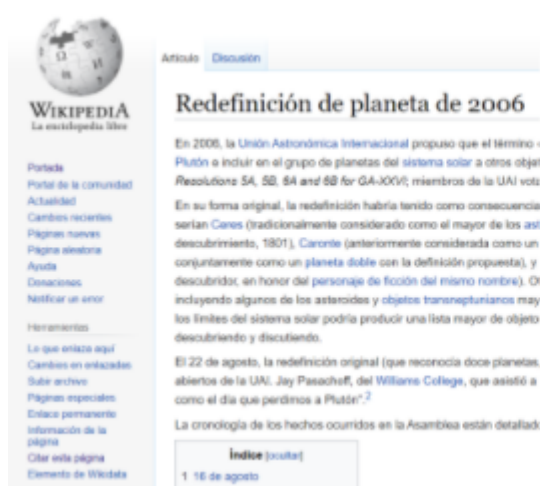 WIKIPEDIA
La enciclopedia libre
Portada
Portal de la comunidad
Actualidad
Cambios recientes
Páginas nuevas
Página aleatoria
Ayuda
Donaciones
Notificar un error
Herramientas
Lo que enlaza aquí
Cambios en enlazadas
Subir archivo
Páginas especiales
Enlace permanente
Información de la
página
Citar esta página
Elemento de Wikidata
Artículo Discusión
Redefinición de planeta de 2006
En 2006, la Unión Astronómica Internacional propuso que el término
Plutón e incluir en el grupo de planetas del sistema solar a otros objet
Resolutions 5A, 5B, 6A and 6B for GA-XXVI; miembros de la UAI vota
En su forma original, la redefinición habría tenido como consecuencia
serían Ceres (tradicionalmente considerado como el mayor de los ast
descubrimiento, 1801), Caronte (anteriormente considerada como un
conjuntamente como un planeta doble con la definición propuesta), y
descubridor, en honor del personaje de ficción del mismo nombre). Ot
incluyendo algunos de los asteroides y objetos transneptunianos may
los límites del sistema solar podría producir una lista mayor de objeto
descubriendo y discutiendo.
El 22 de agosto, la redefinición original (que reconocía doce planetas,
abiertos de la UAI. Jay Pasachoff, del Williams College, que asistió a
como el día que perdimos a Plutón".2
La cronología de los hechos ocurridos en la Asamblea están detallado
Índice [ocultar]
1 16 de agosto